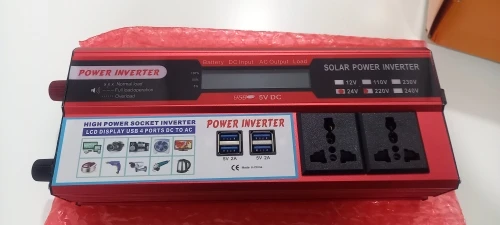 Battery DC Input AC Output Load
POWER INVERTER
SOLAR POWER INVERTER
12V 110V 230V
24V 220V 240V
5V DC
HIGH POWER SOCKET INVERTER
LCD DISPLAY USB 4 PORTS DC TO AC
POWER INVERTER
5V 2A 5V 2A
CE Made in China